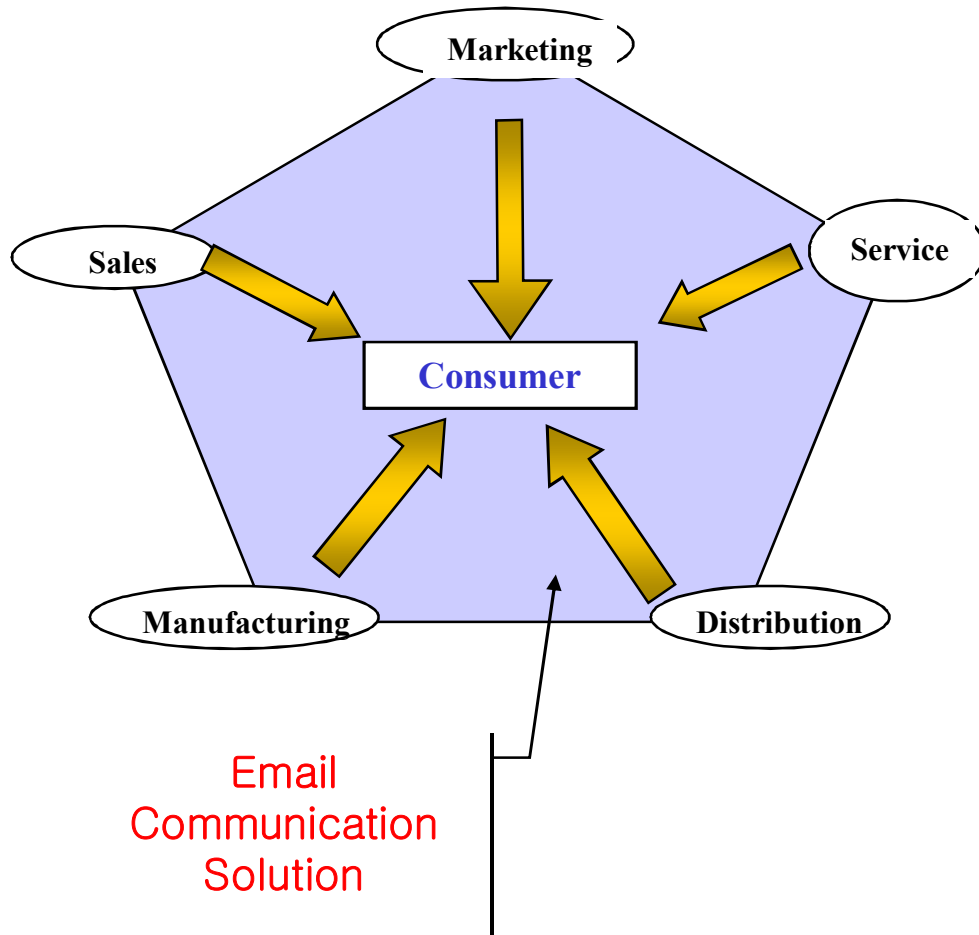 Marketing
Sales
Service
Consumer
Manufacturing
Distribution
Email
Communication
Solution